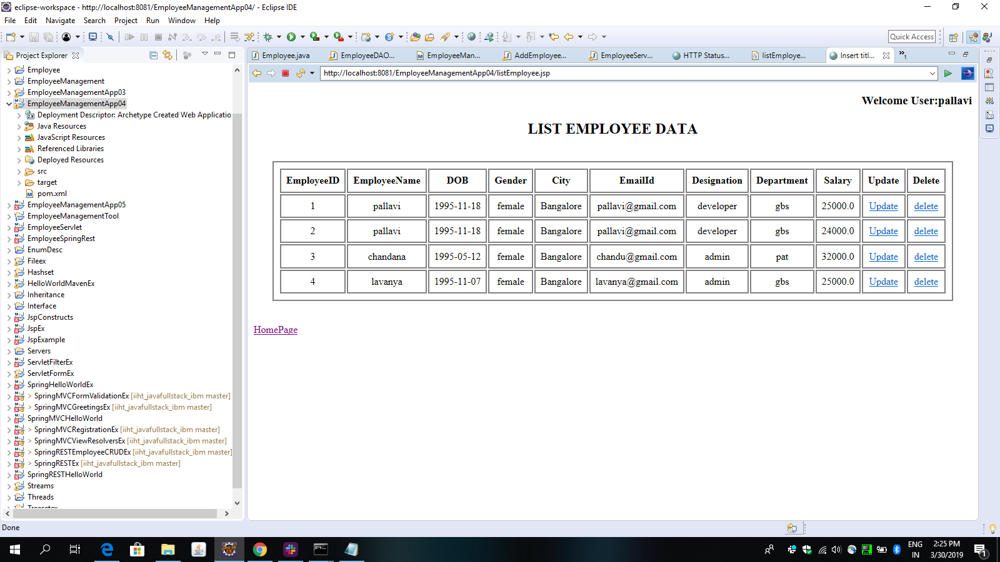 eclipse-workspace - http://localhost:8081/EmployeeManagementApp04/ - Eclipse IDE
File Edit Navigate Search Project Run Window Help
Quick Access
Project Explorer
Employee
EmployeeManagement
EmployeeManagementApp03
EmployeeManagementApp04
Deployment Descriptor: Archetype Created Web Applicatio
Java Resources
JavaScript Resources
Referenced Libraries
Deployed Resources
src
target
pom.xml
EmployeeManagementApp05
EmployeeManagementTool
EmployeeServlet
EmployeeSpringRest
EnumDesc
Fileex
Hashset
HelloWorldMavenEx
Inheritance
Interface
JspConstructs
JspEx
JspExample
Servers
ServletFilterEx
ServletFormEx
SpringHelloWorldEx
> SpringMVCFormValidationEx [iiht_javafullstack_ibm master]
> SpringMVCGreetingsEx [iiht_javafullstack_ibm master]
SpringMVCHelloWorld
> SpringMVCRegistrationEx [iiht_javafullstack_ibm master]
> SpringMVCViewResolversEx [iiht_javafullstack_ibm master]
> SpringRESTEmployeeCRUDEx [iiht_javafullstack_ibm master]
> SpringRESTEx [iiht_javafullstack_ibm master]
SpringRESTHelloWorld
Streams
Threads
Employee.java EmployeeDAO... EmployeeMan... AddEmployee... EmployeeServ... HTTP Status... listEmploye... Insert titl... »1
http://localhost:8081/EmployeeManagementApp04/listEmployee.jsp
Welcome User:pallavi
LIST EMPLOYEE DATA
EmployeeID EmployeeName DOB Gender City EmailId Designation Department Salary Update Delete
1 pallavi 1995-11-18 female Bangalore pallavi@gmail.com developer gbs 25000.0 Update delete
2 pallavi 1995-11-18 female Bangalore pallavi@gmail.com developer gbs 24000.0 Update delete
3 chandana 1995-05-12 female Bangalore chandu@gmail.com admin pat 32000.0 Update delete
4 lavanya 1995-11-07 female Bangalore lavanya@gmail.com admin gbs 25000.0 Update delete
HomePage
Done
ENG
IN
2:25 PM
3/30/2019
1